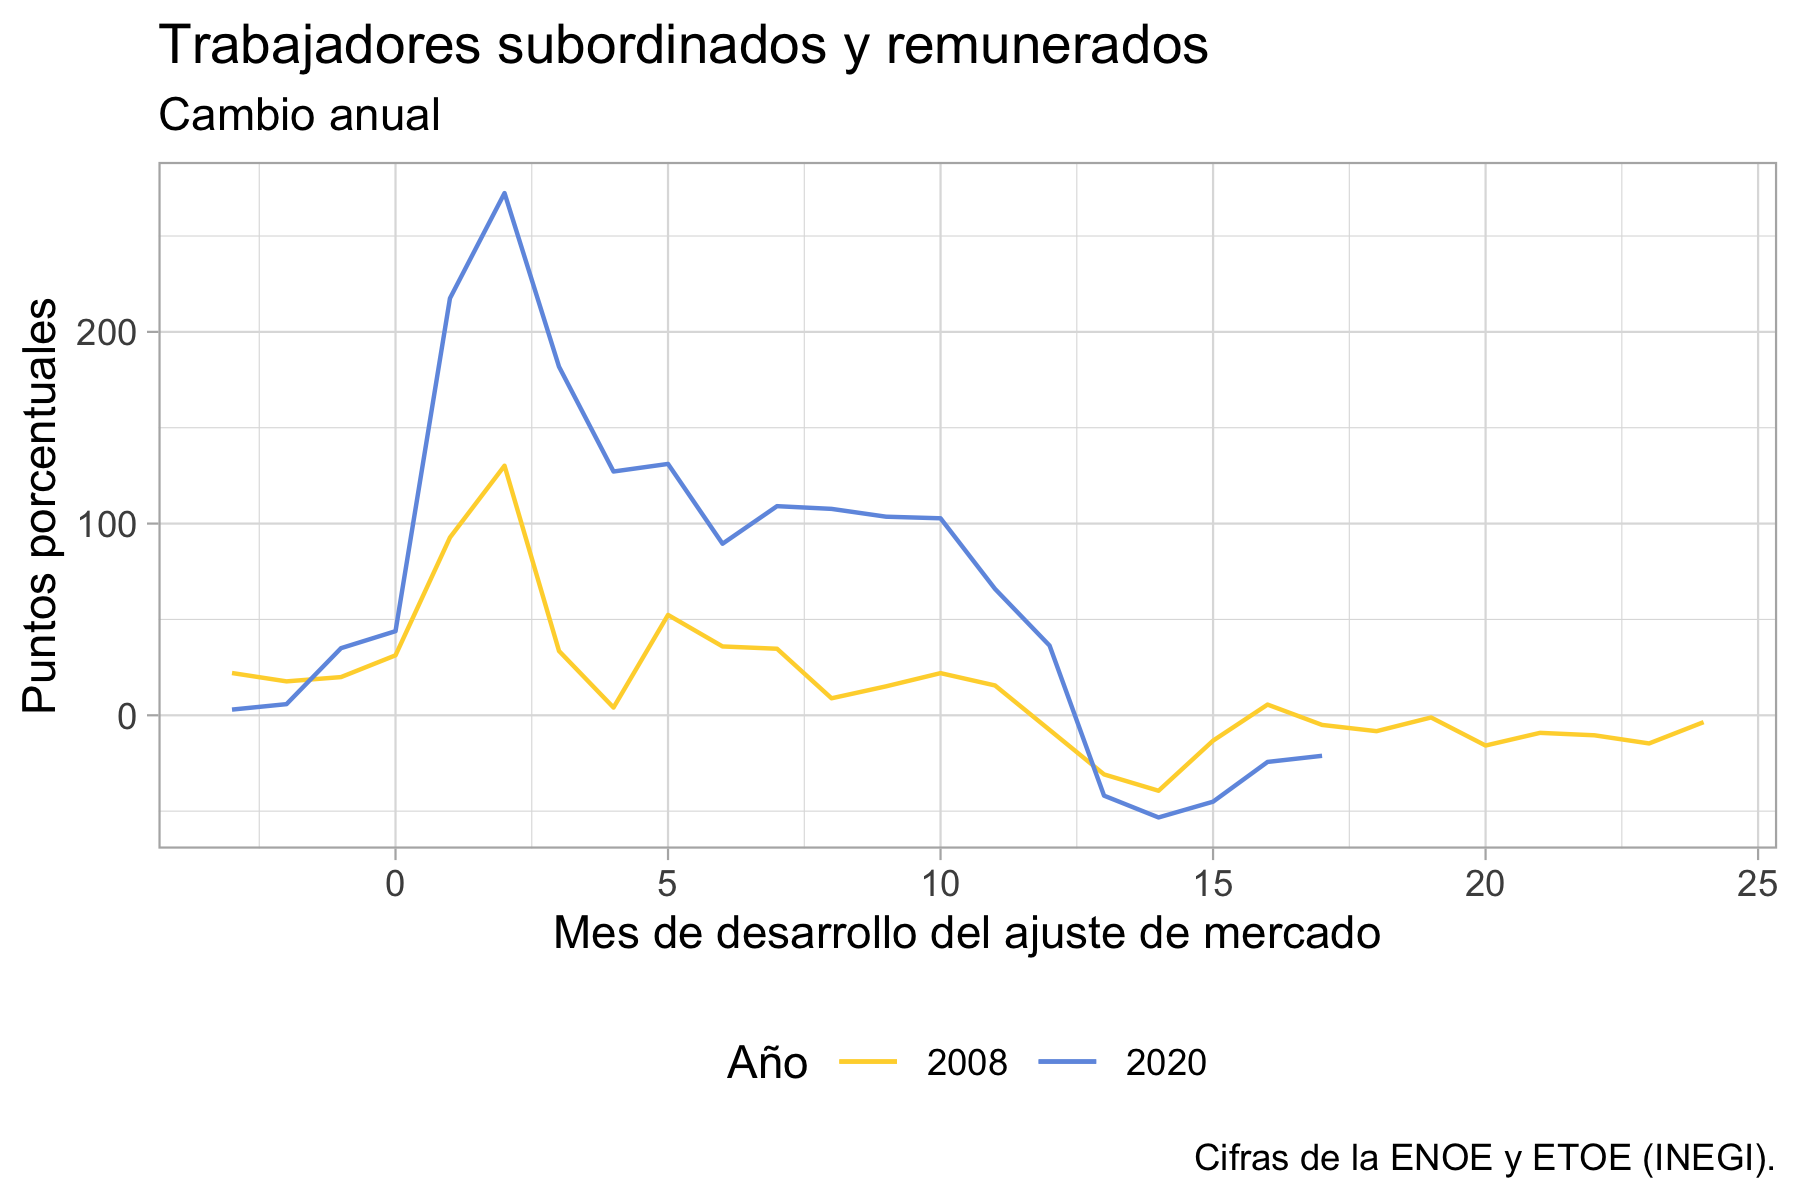 Trabajadores subordinados y remunerados
Cambio anual
Puntos porcentuales
200
100
0
0 5 10 15 20 25
Mes de desarrollo del ajuste de mercado
Año 2008 2020
Cifras de la ENOE y ETOE (INEGI).